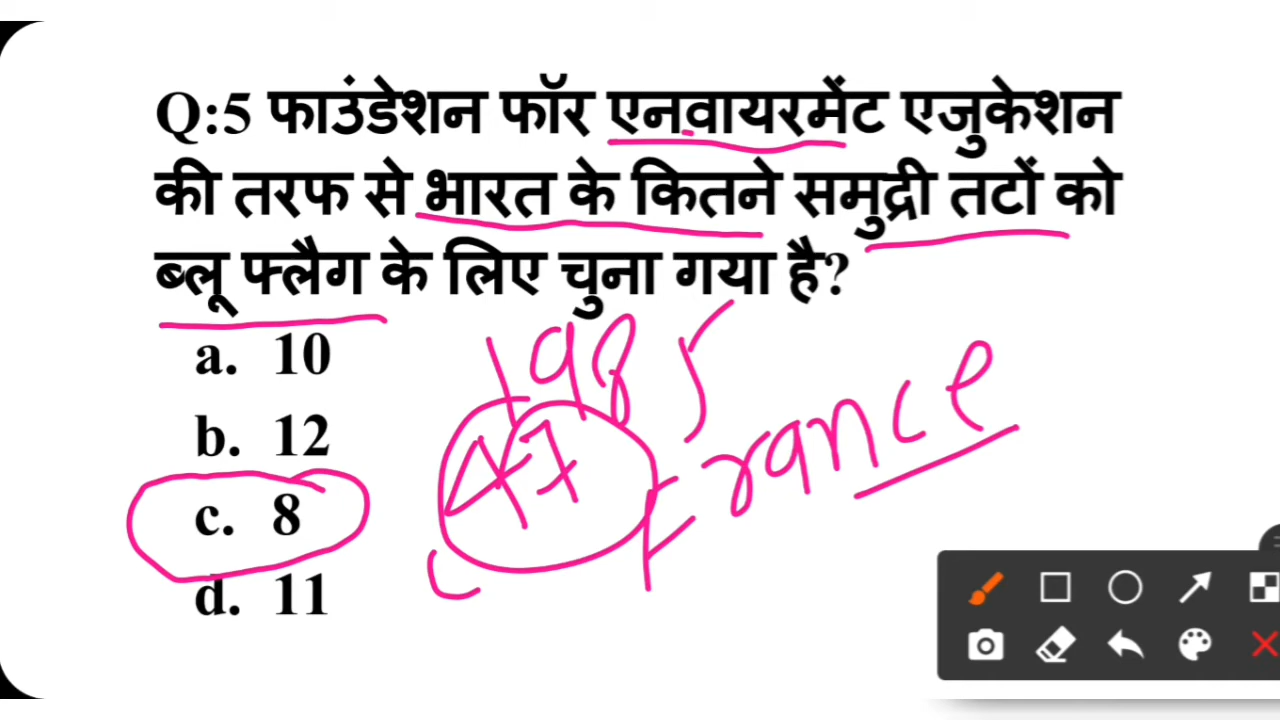 Q:5 फाउंडेशन फॉर एनवायरमेंट एजुकेशन
की तरफ से भारत के कितने समुद्री तटों को
ब्लू फ्लैग के लिए चुना गया है?
a. 10
b. 12
c. 8
d. 11
1985
47
France